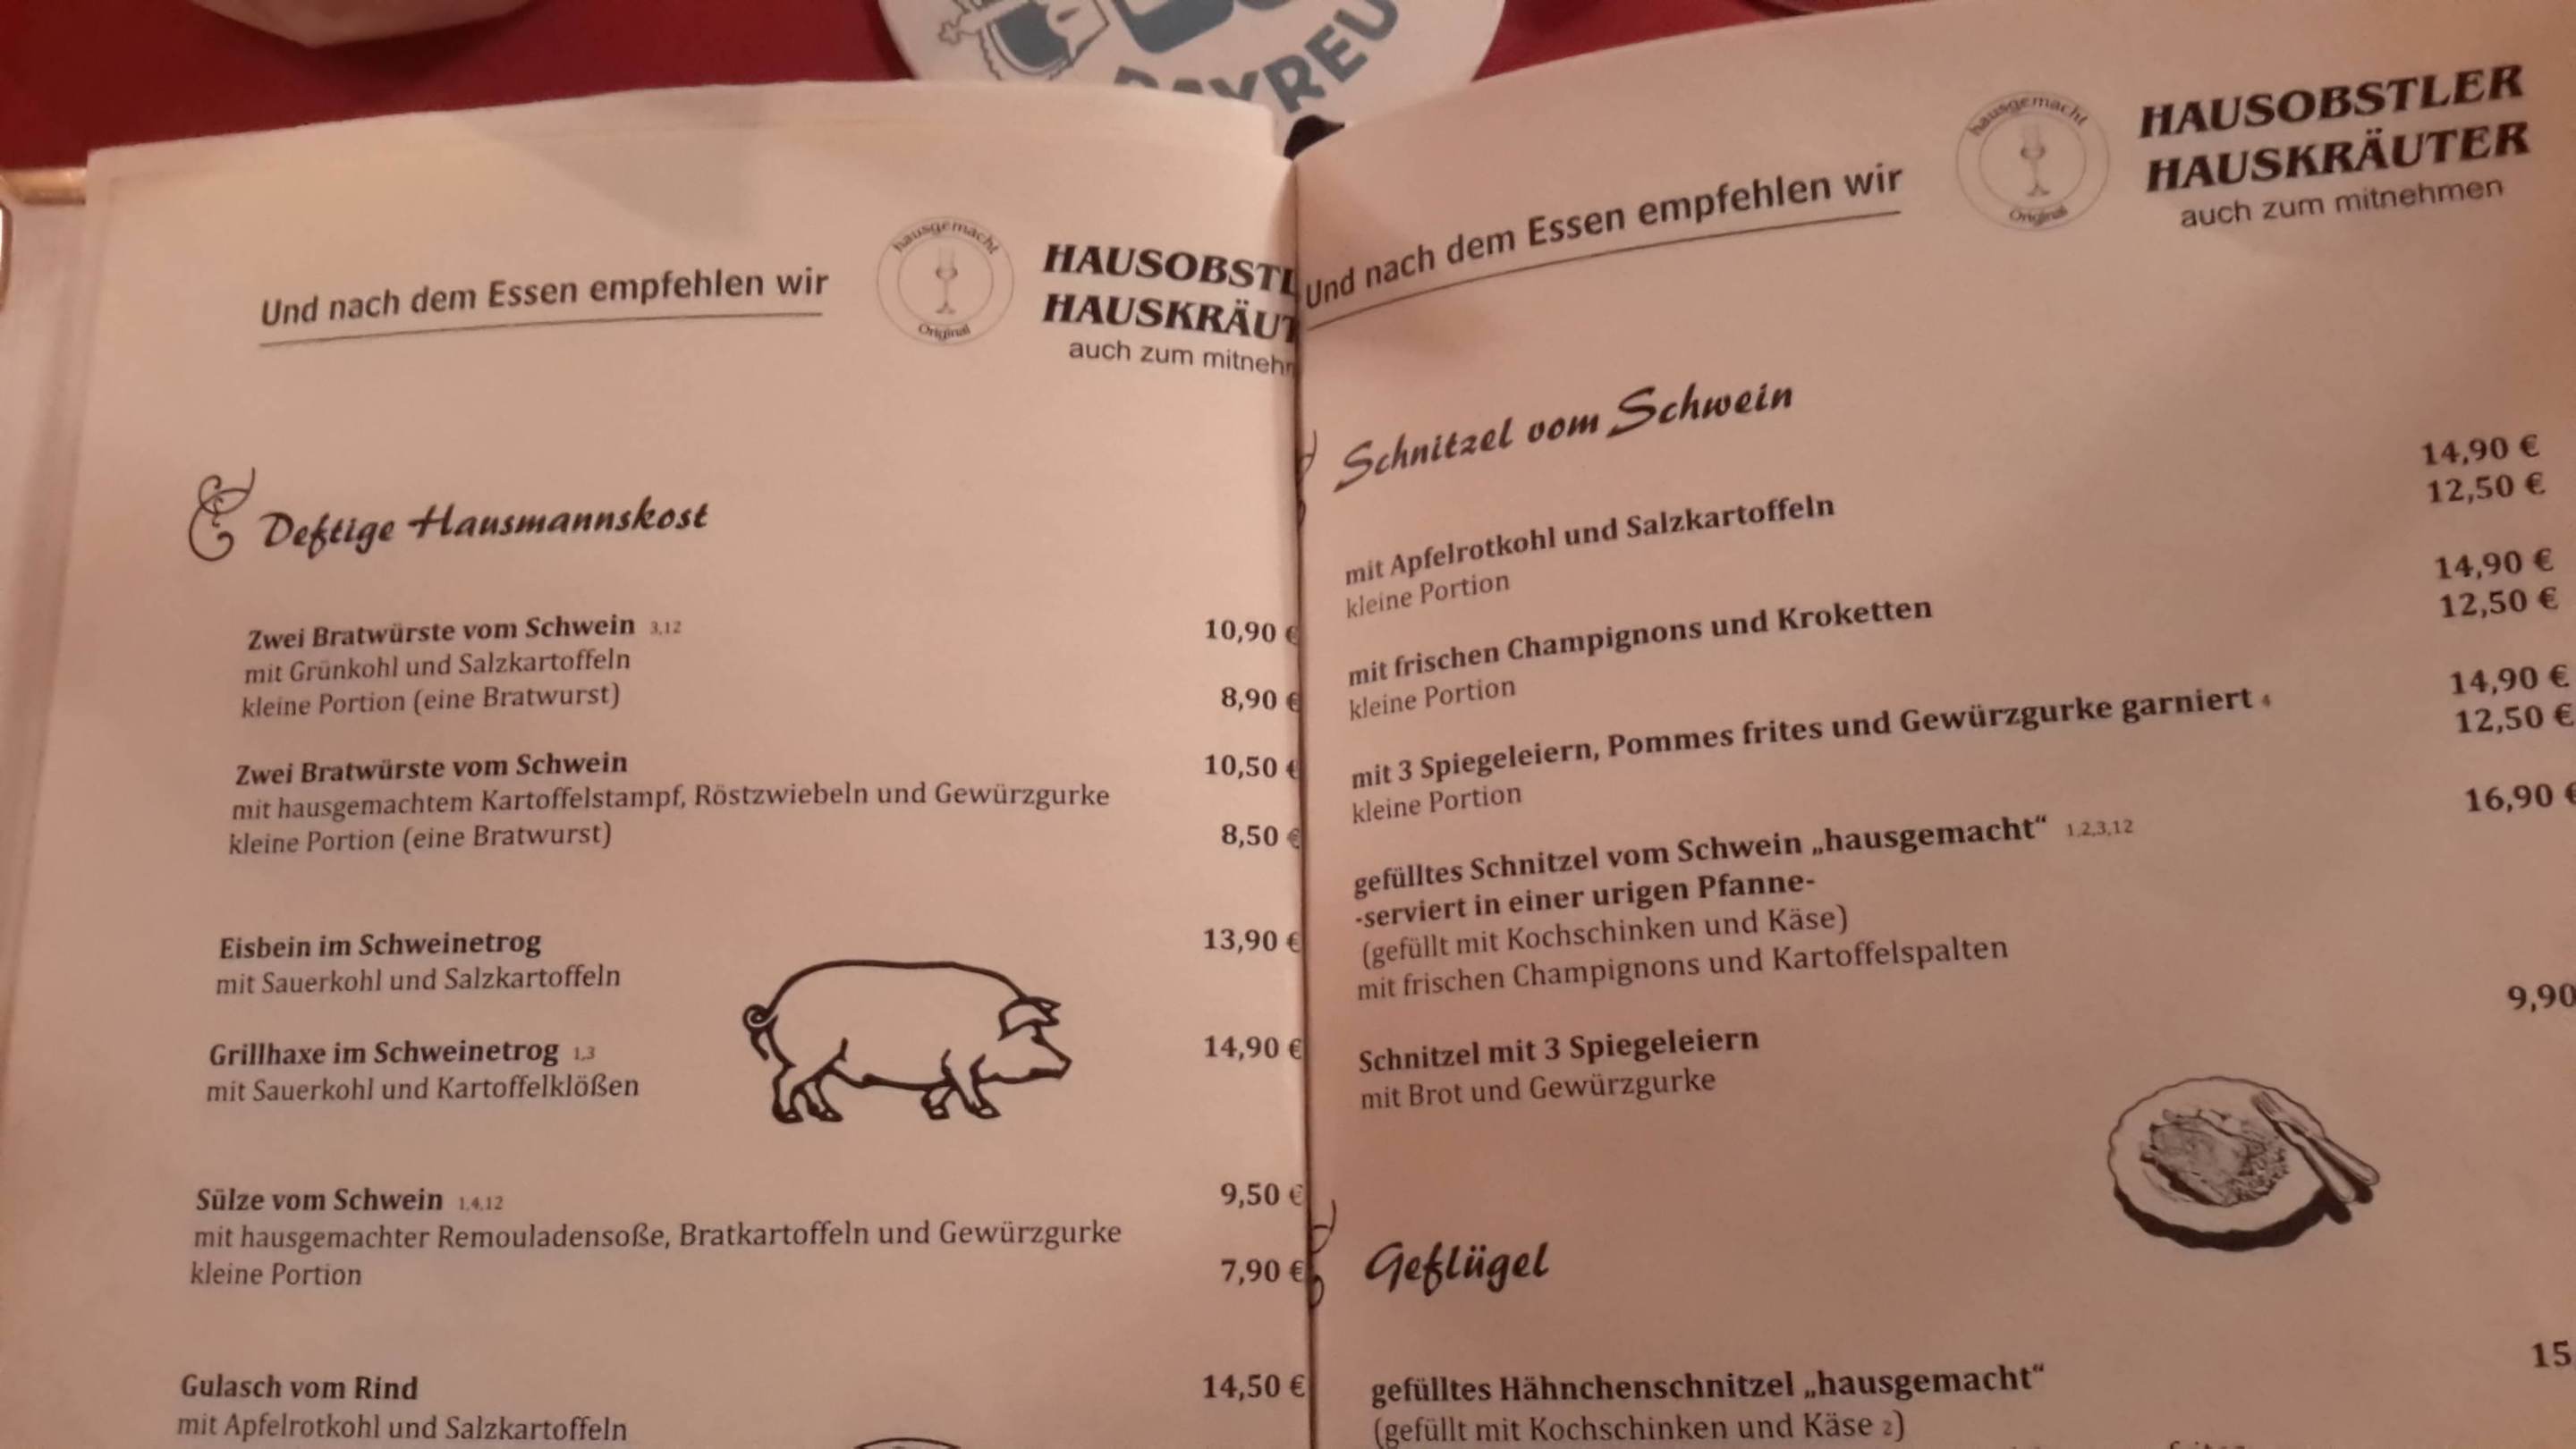 YREU
Und nach dem Essen empfehlen wir
hausgemacht
Original
HAUSOBSTL
HAUSKRÄUT
auch zum mitneh
Deftige Hausmannskost
Zwei Bratwürste vom Schwein 3,12 10,90 €
mit Grünkohl und Salzkartoffeln
kleine Portion (eine Bratwurst) 8,90 €
Zwei Bratwürste vom Schwein 10,50 €
mit hausgemachtem Kartoffelstampf, Röstzwiebeln und Gewürzgurke
kleine Portion (eine Bratwurst) 8,50 €
Eisbein im Schweinetrog 13,90 €
mit Sauerkohl und Salzkartoffeln
Grillhaxe im Schweinetrog 1,3 14,90 €
mit Sauerkohl und Kartoffelklößen
Sülze vom Schwein 1,4,12 9,50 €
mit hausgemachter Remouladensoße, Bratkartoffeln und Gewürzgurke
kleine Portion 7,90 €
Gulasch vom Rind 14,50 €
mit Apfelrotkohl und Salzkartoffeln
Und nach dem Essen empfehlen wir
hausgemacht
Original
HAUSOBSTLER
HAUSKRÄUTER
auch zum mitnehmen
Schnitzel vom Schwein
mit Apfelrotkohl und Salzkartoffeln 14,90 €
kleine Portion 12,50 €
mit frischen Champignons und Kroketten 14,90 €
kleine Portion 12,50 €
mit 3 Spiegeleiern, Pommes frites und Gewürzgurke garniert 4 14,90 €
kleine Portion 12,50 €
gefülltes Schnitzel vom Schwein „hausgemacht“ 1,2,3,12 16,90 €
-serviert in einer urigen Pfanne-
(gefüllt mit Kochschinken und Käse)
mit frischen Champignons und Kartoffelspalten
Schnitzel mit 3 Spiegeleiern 9,90
mit Brot und Gewürzgurke
Geflügel
gefülltes Hähnchenschnitzel „hausgemacht“ 15
(gefüllt mit Kochschinken und Käse 2)